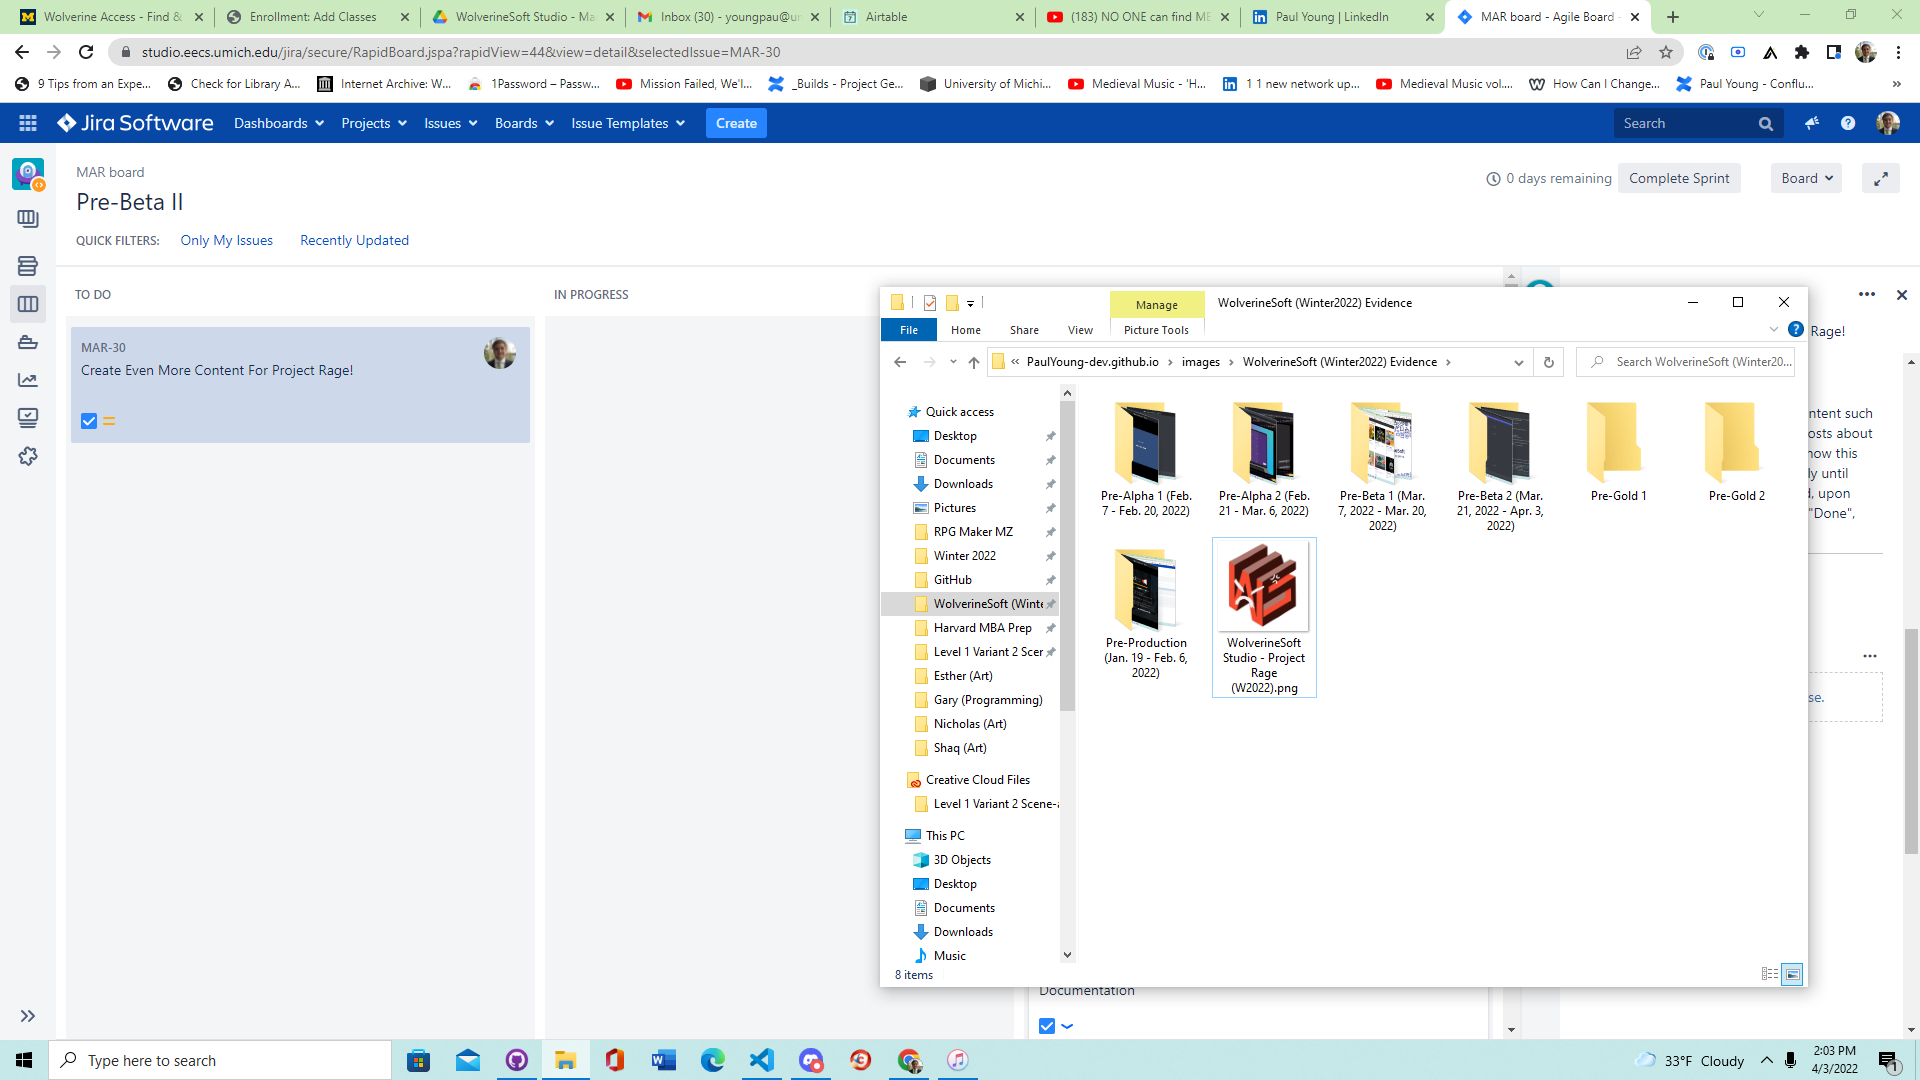 Wolverine Access - Find &
Enrollment: Add Classes
WolverineSoft Studio - Ma
Inbox (30) - youngpau@ur
Airtable
(183) NO ONE can find ME
Paul Young | LinkedIn
MAR board - Agile Board -
studio.eecs.umich.edu/jira/secure/RapidBoard.jspa?rapidView=44&view=detail&selectedIssue=MAR-30
9 Tips from an Expe...
Check for Library A...
Internet Archive: W...
1Password – Passw...
Mission Failed, We'l...
_Builds - Project Ge...
University of Michi...
Medieval Music - 'H...
1 1 new network up...
Medieval Music vol....
How Can I Change...
Paul Young - Conflu...
»
Jira Software
Dashboards
Projects
Issues
Boards
Issue Templates
Create
Search
MAR board
Pre-Beta II
0 days remaining
Complete Sprint
Board
QUICK FILTERS:
Only My Issues
Recently Updated
TO DO
IN PROGRESS
MAR-30
Create Even More Content For Project Rage!
Manage
WolverineSoft (Winter2022) Evidence
File
Home
Share
View
Picture Tools
« PaulYoung-dev.github.io › images › WolverineSoft (Winter2022) Evidence ›
Search WolverineSoft (Winter20...
Quick access
Desktop
Documents
Downloads
Pictures
RPG Maker MZ
Winter 2022
GitHub
WolverineSoft (Winte
Harvard MBA Prep
Level 1 Variant 2 Scer
Esther (Art)
Gary (Programming)
Nicholas (Art)
Shaq (Art)
Creative Cloud Files
Level 1 Variant 2 Scene-a
This PC
3D Objects
Desktop
Documents
Downloads
Music
Pre-Alpha 1 (Feb.
7 - Feb. 20, 2022)
Pre-Alpha 2 (Feb.
21 - Mar. 6, 2022)
Pre-Beta 1 (Mar.
7, 2022 - Mar. 20,
2022)
Pre-Beta 2 (Mar.
21, 2022 - Apr. 3,
2022)
Pre-Gold 1
Pre-Gold 2
Pre-Production
(Jan. 19 - Feb. 6,
2022)
WolverineSoft
Studio - Project
Rage
(W2022).png
8 items
Rage!
ntent such
osts about
now this
ly until
d, upon
"Done",
se.
Documentation
Type here to search
33°F Cloudy
2:03 PM
4/3/2022
1